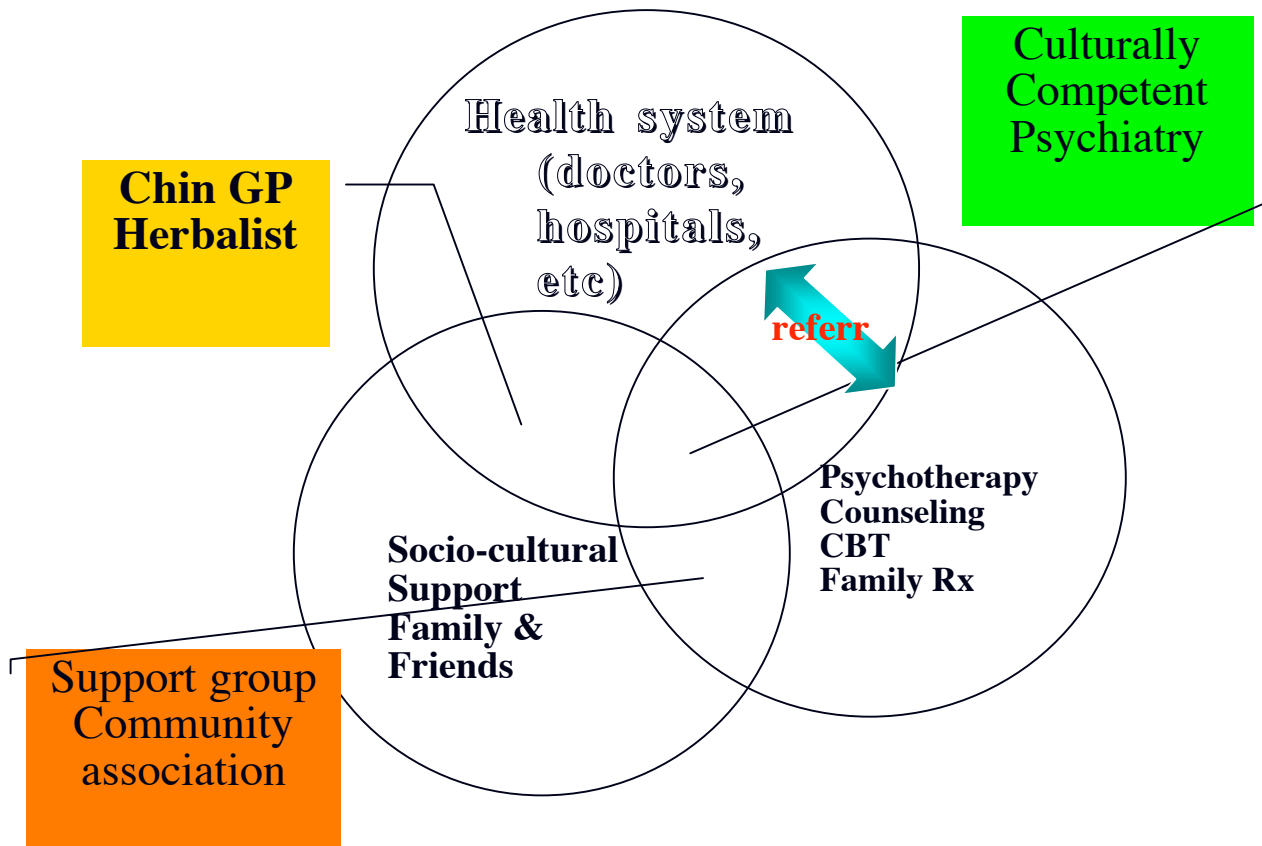 Health system
(doctors,
hospitals,
etc)
Culturally
Competent
Psychiatry
Chin GP
Herbalist
referr
Psychotherapy
Counseling
CBT
Family Rx
Socio-cultural
Support
Family &
Friends
Support group
Community
association